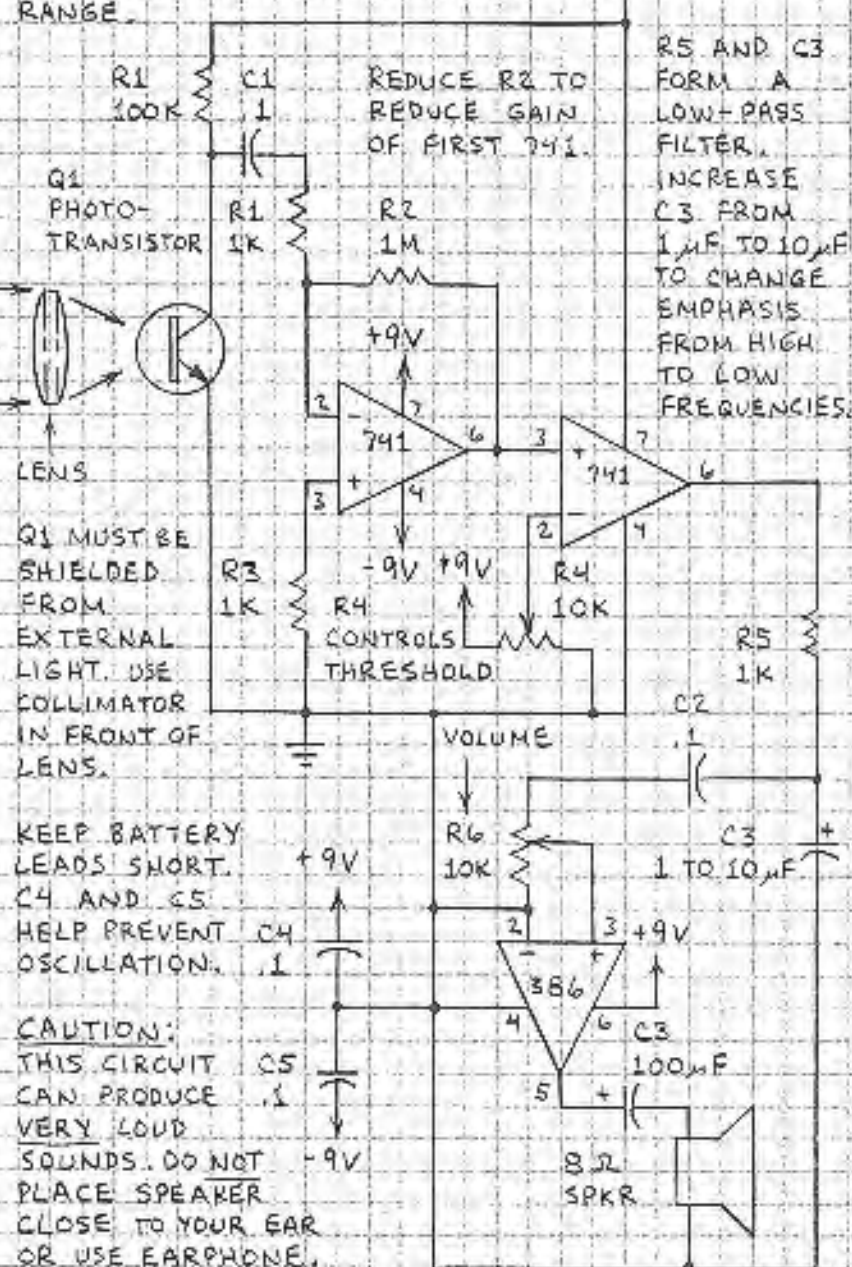 RANGE.
R1
100K
C1
.1
REDUCE R2 TO
REDUCE GAIN
OF FIRST 741.
R5 AND C3
FORM A
LOW-PASS
FILTER.
INCREASE
C3 FROM
1 µF TO 10 µF
TO CHANGE
EMPHASIS
FROM HIGH
TO LOW
FREQUENCIES.
Q1
PHOTO-
TRANSISTOR
R1
1K
R2
1M
+9V
2
-
7
741
6
+
3
4
-9V
3
+
7
741
6
2
-
4
LENS
Q1 MUST BE
SHIELDED
FROM
EXTERNAL
LIGHT. USE
COLLIMATOR
IN FRONT OF
LENS.
R3
1K
+9V
R4
10K
R4
CONTROLS
THRESHOLD
R5
1K
VOLUME
C2
.1
R6
10K
C3
1 TO 10 µF
+
KEEP BATTERY
LEADS SHORT.
C4 AND C5
HELP PREVENT
OSCILLATION.
+9V
C4
.1
2
-
3
+
+9V
386
4
6
5
C3
100µF
+
CAUTION:
THIS CIRCUIT
CAN PRODUCE
VERY LOUD
SOUNDS. DO NOT
PLACE SPEAKER
CLOSE TO YOUR EAR
OR USE EARPHONE.
C5
.1
-9V
8Ω
SPKR